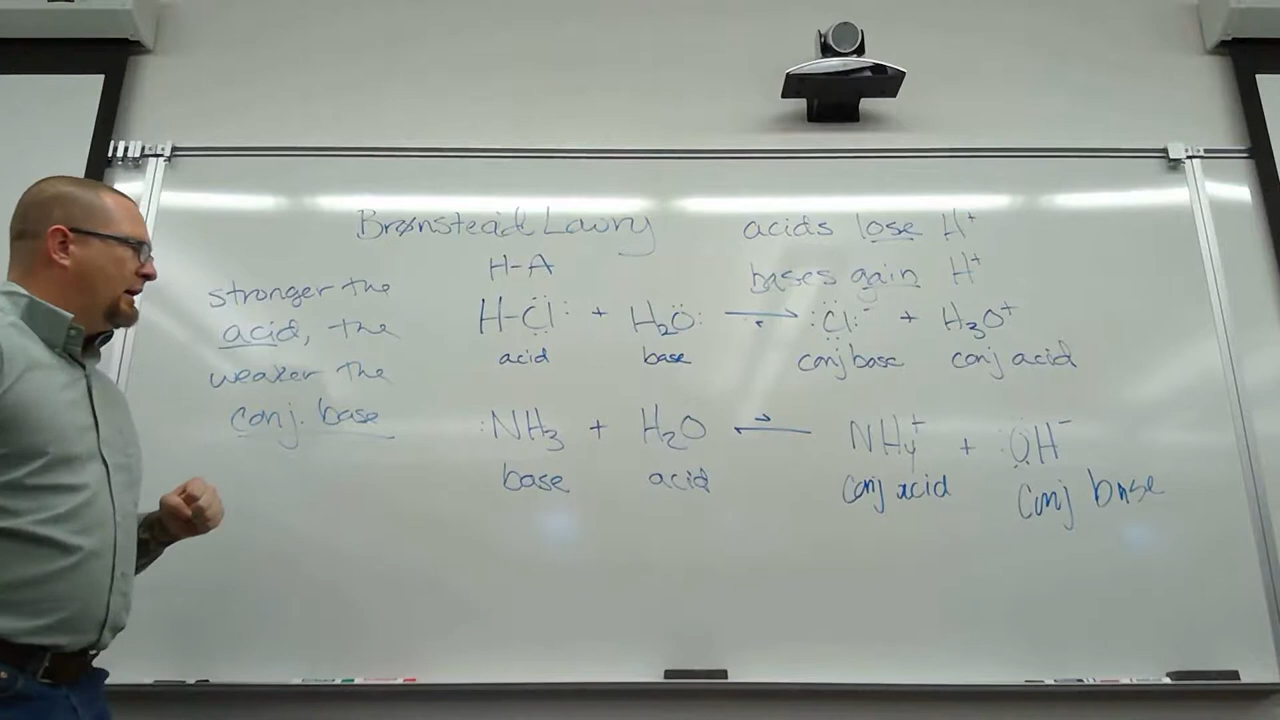 Brønstead Lowry
acids lose H⁺
H-A
bases gain H⁺
stronger the
acid, the
weaker the
conj. base
H-Cl: + H₂O: ⇌ :Cl:⁻ + H₃O⁺
acid base conj base conj acid
:NH₃ + H₂O ⇌ NH₄⁺ + :OH⁻
base acid conj acid conj base